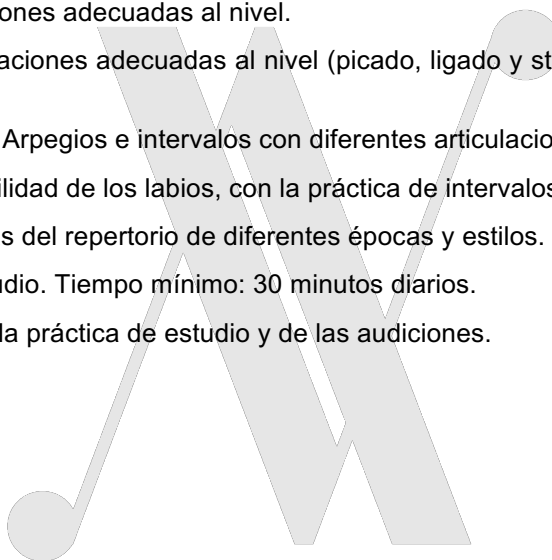 ones adecuadas al nivel.
aciones adecuadas al nivel (picado, ligado y st
Arpegios e intervalos con diferentes articulacio
ilidad de los labios, con la práctica de intervalos
s del repertorio de diferentes épocas y estilos.
udio. Tiempo mínimo: 30 minutos diarios.
la práctica de estudio y de las audiciones.